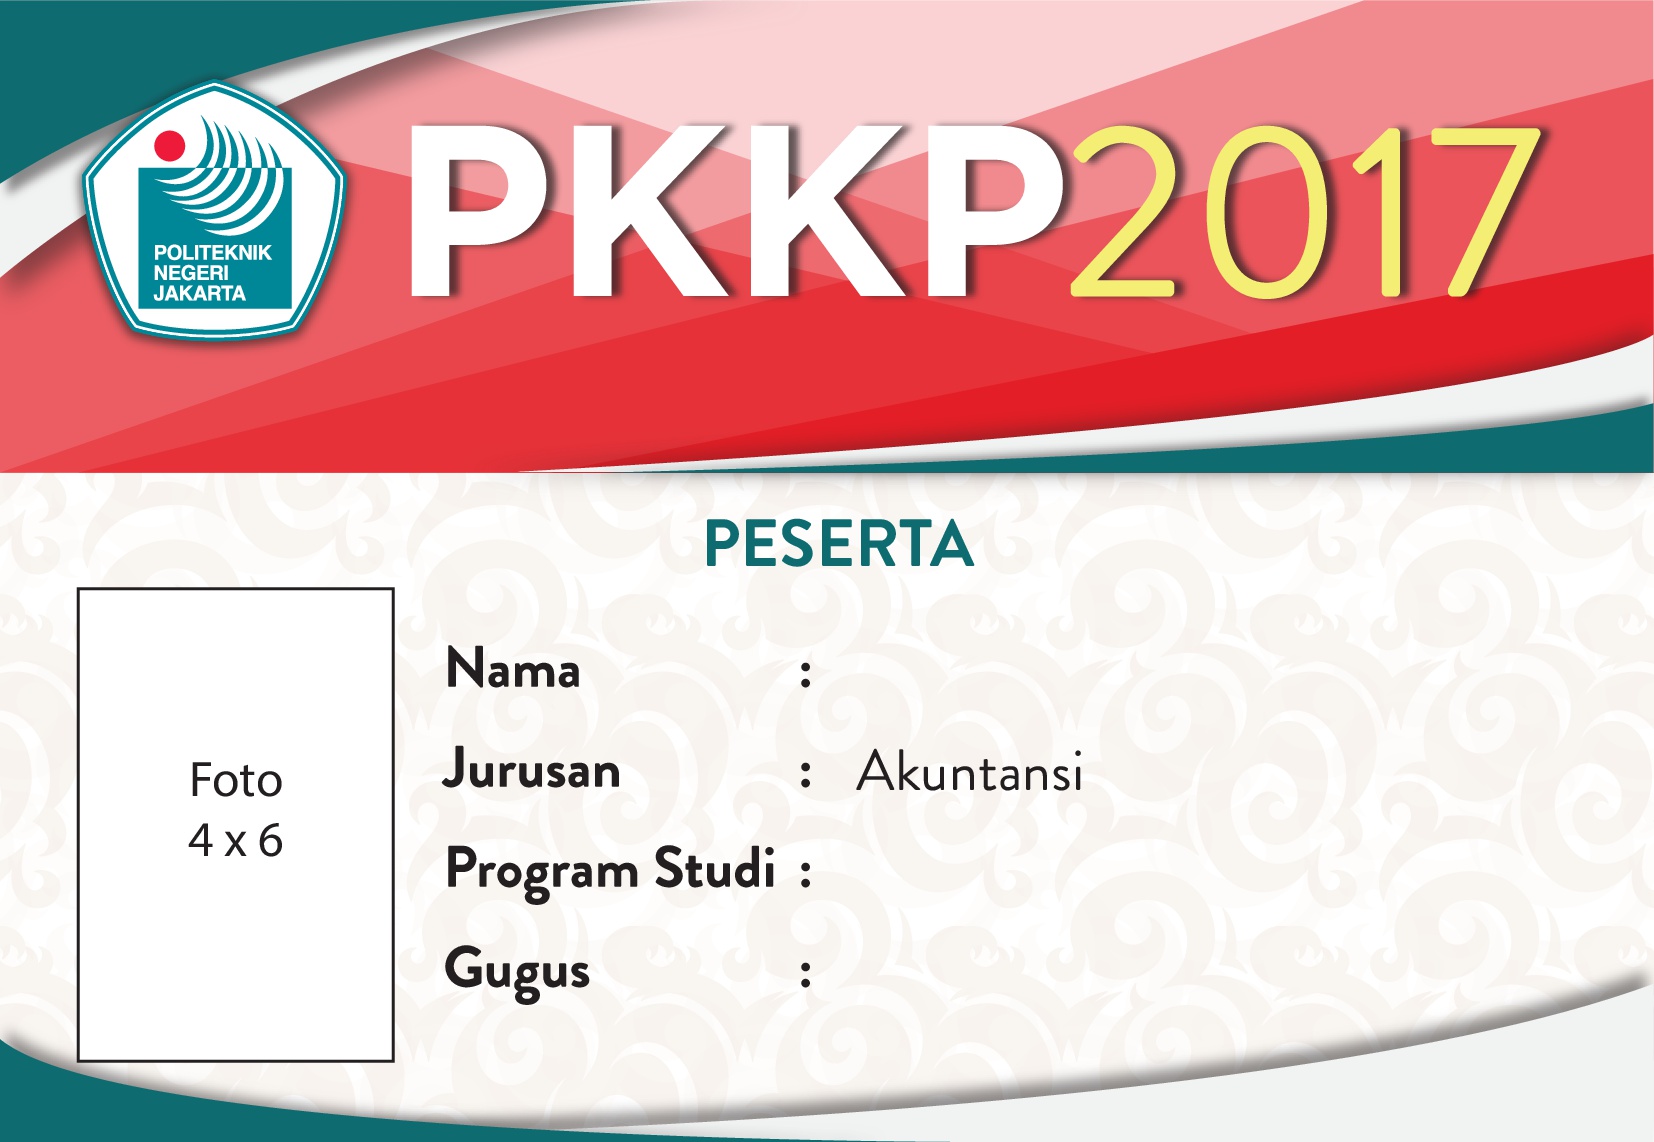 POLITEKNIK
NEGERI
JAKARTA
PKKP2017
PESERTA
Foto
4 x 6
Nama :
Jurusan : Akuntansi
Program Studi :
Gugus :